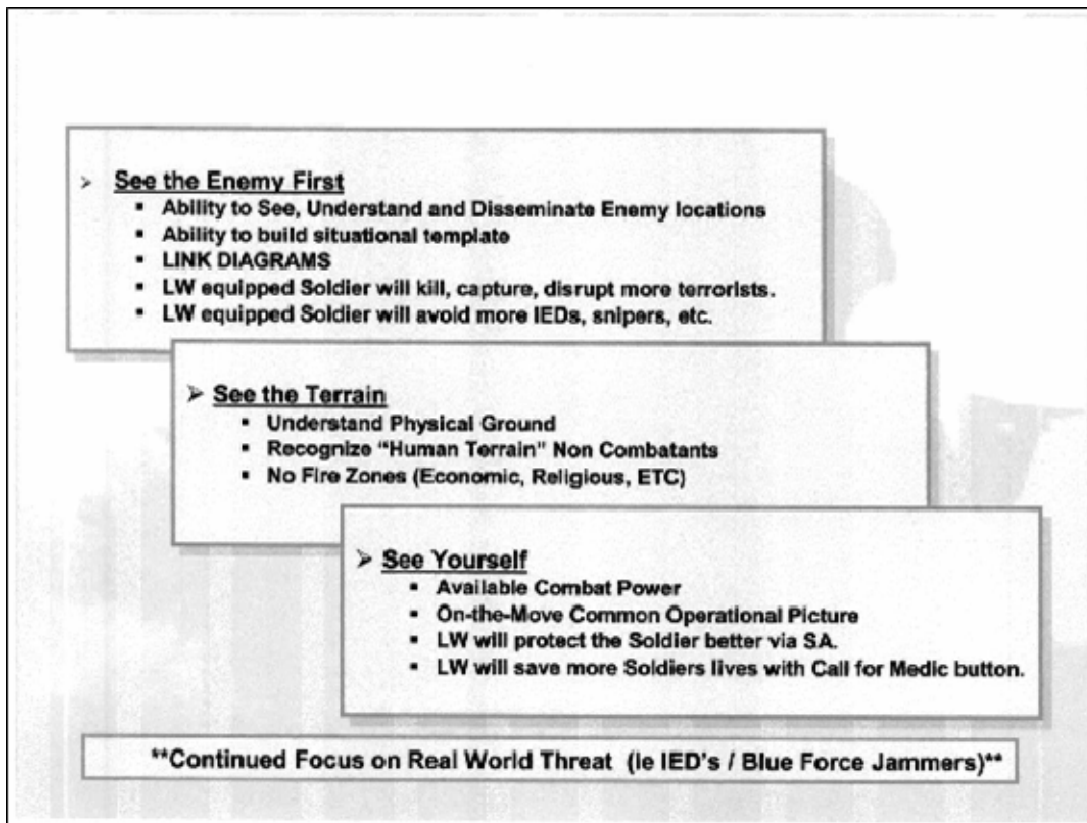 ➢ See the Enemy First
▪ Ability to See, Understand and Disseminate Enemy locations
▪ Ability to build situational template
▪ LINK DIAGRAMS
▪ LW equipped Soldier will kill, capture, disrupt more terrorists.
▪ LW equipped Soldier will avoid more IEDs, snipers, etc.
➢ See the Terrain
▪ Understand Physical Ground
▪ Recognize "Human Terrain" Non Combatants
▪ No Fire Zones (Economic, Religious, ETC)
➢ See Yourself
▪ Available Combat Power
▪ On-the-Move Common Operational Picture
▪ LW will protect the Soldier better via SA.
▪ LW will save more Soldiers lives with Call for Medic button.
**Continued Focus on Real World Threat (ie IED's / Blue Force Jammers)**